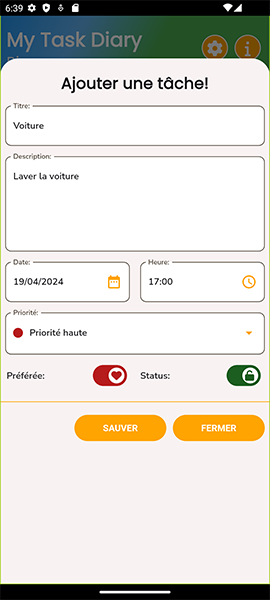 6:39
My Task Diary
Ajouter une tâche!
Titre:
Voiture
Description:
Laver la voiture
Date:
19/04/2024
Heure:
17:00
Priorité:
Priorité haute
Préférée:
Status:
SAUVER
FERMER